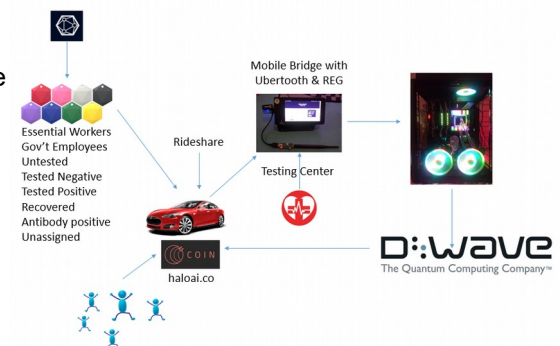 e
Essential Workers
Gov't Employees
Untested
Tested Negative
Tested Positive
Recovered
Antibody positive
Unassigned
Rideshare
Mobile Bridge with
Ubertooth & REG
Testing Center
COIN
haloai.co
D:wave
The Quantum Computing Company™